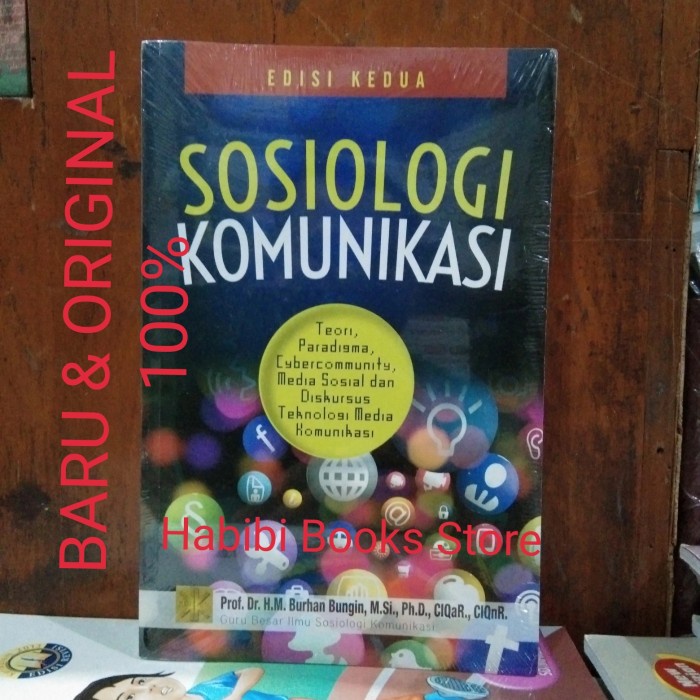 EDISI KEDUA
SOSIOLOGI
KOMUNIKASI
Teori,
Paradigma,
Cybercommunity,
Media Sosial dan
Diskursus
Teknologi Media
Komunikasi
Prof. Dr. H.M. Burhan Bungin, M.Si., Ph.D., CIQaR., CIQnR.
Guru Besar Ilmu Sosiologi Komunikasi
BARU & ORIGINAL
100%
Habibi Books Store